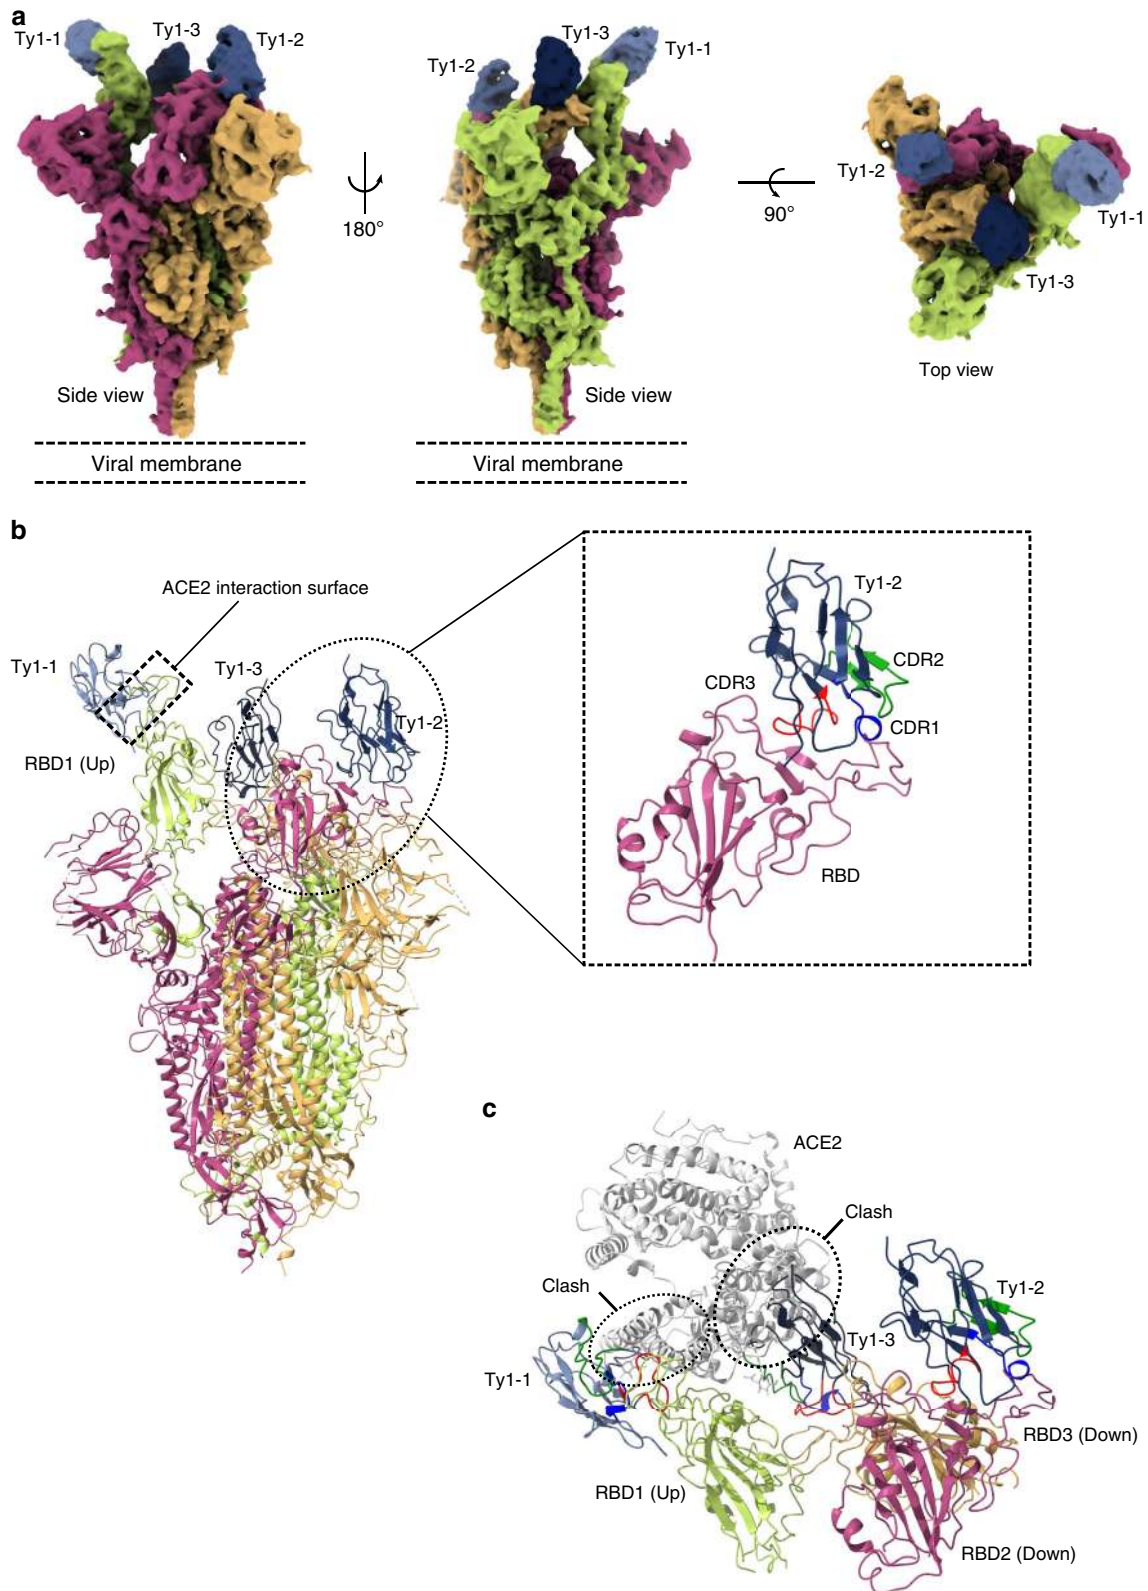 a
Ty1-1
Ty1-3
Ty1-2
Ty1-2
Ty1-3
Ty1-1
180°
90°
Ty1-2
Ty1-1
Ty1-3
Side view
Side view
Top view
Viral membrane
Viral membrane
b
ACE2 interaction surface
Ty1-1
Ty1-3
Ty1-2
RBD1 (Up)
Ty1-2
CDR2
CDR3
CDR1
RBD
c
ACE2
Clash
Clash
Ty1-2
Ty1-3
Ty1-1
RBD3 (Down)
RBD1 (Up)
RBD2 (Down)